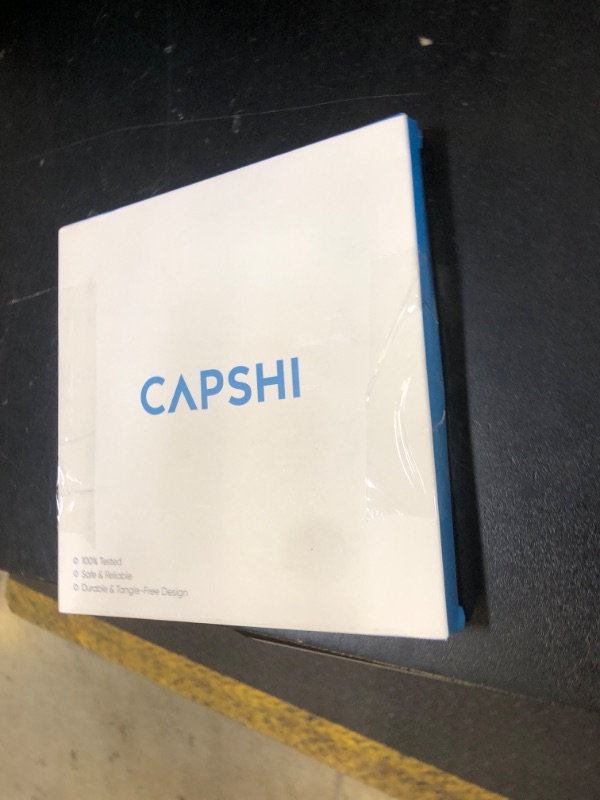 CAPSHI
100% Tested
Safe & Reliable
Durable & Tangle-Free Design